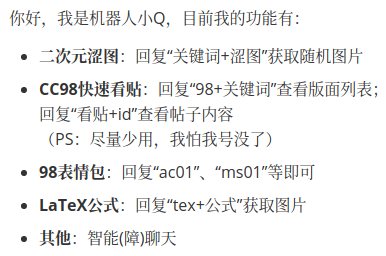 你好，我是机器人小Q，目前我的功能有：
• 二次元涩图：回复“关键词+涩图”获取随机图片
• CC98快速看贴：回复“98+关键词”查看版面列表；
回复“看贴+id”查看帖子内容
（PS：尽量少用，我怕我号没了）
• 98表情包：回复“ac01”、“ms01”等即可
• LaTeX公式：回复“tex+公式”获取图片
• 其他：智能(障)聊天